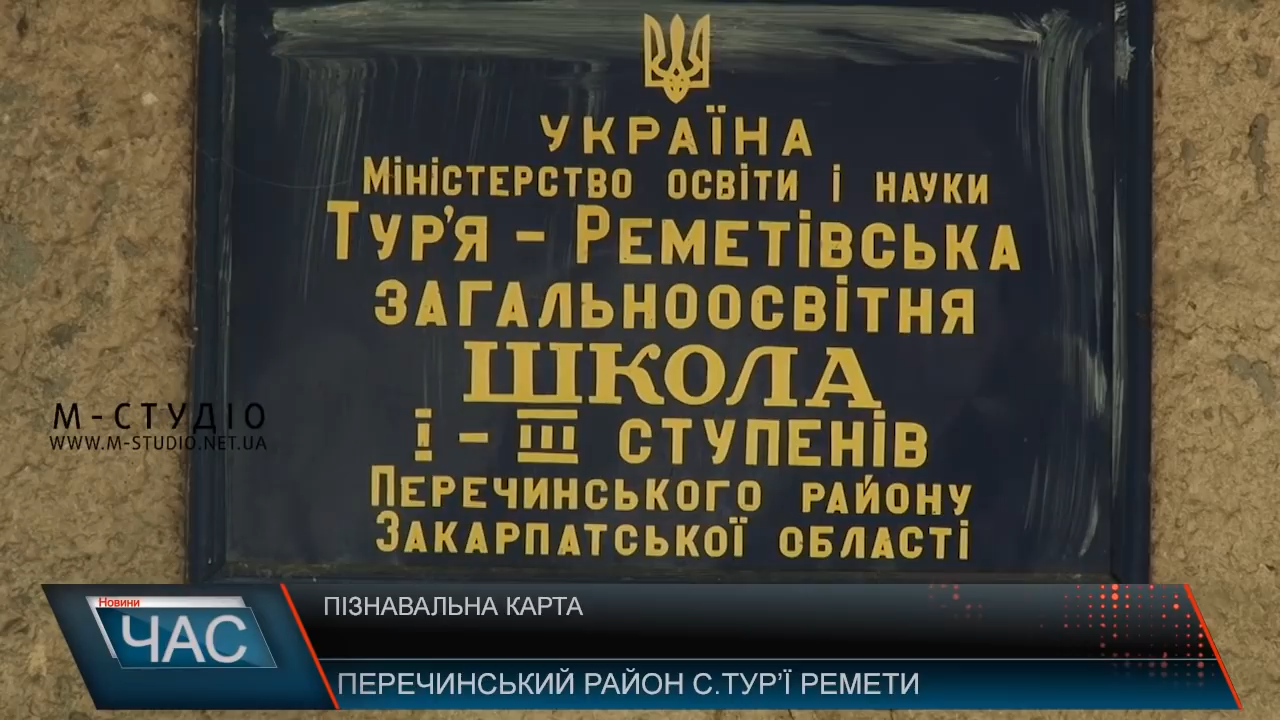 УКРАЇНА
Міністерство освіти і науки
Тур'я – Реметівська
загальноосвітня
ШКОЛА
І – ІІІ ступенів
Перечинського району
Закарпатської області
М-СТУДІО
WWW.M-STUDIO.NET.UA
Новини
ЧАС
ПІЗНАВАЛЬНА КАРТА
ПЕРЕЧИНСЬКИЙ РАЙОН С.ТУР'Ї РЕМЕТИ